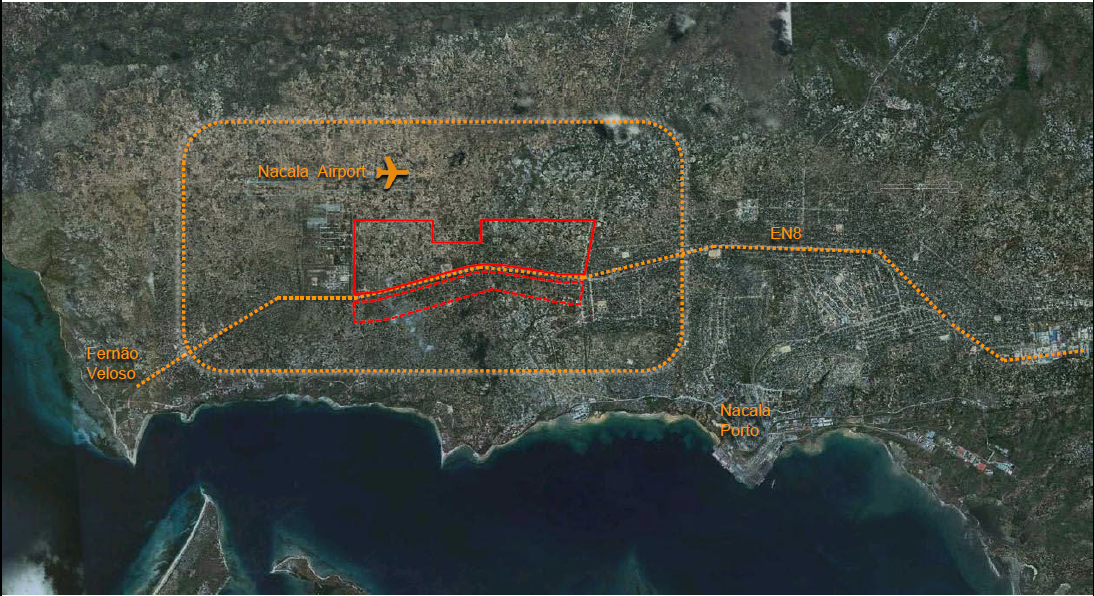 Nacala Airport
EN8
Fernão
Veloso
Nacala
Porto